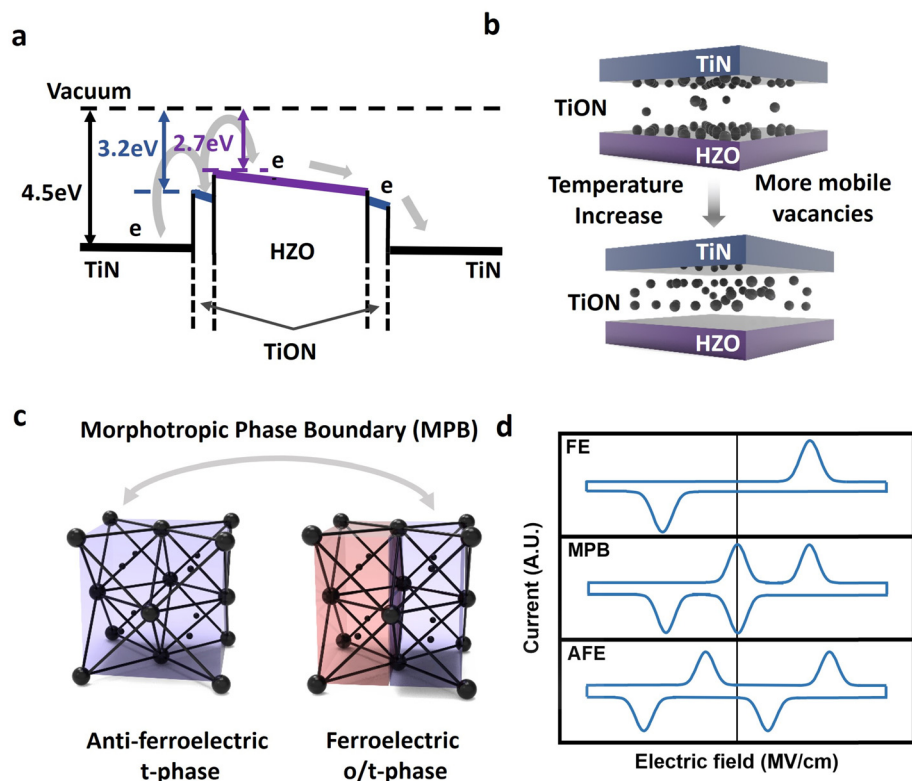 a
Vacuum
3.2eV
2.7eV
4.5eV
e
e
e
TiN
HZO
TiN
TiON
b
TiN
TiON
HZO
Temperature
Increase
More mobile
vacancies
TiN
TiON
HZO
c
Morphotropic Phase Boundary (MPB)
Anti-ferroelectric
t-phase
Ferroelectric
o/t-phase
d
FE
MPB
AFE
Current (A.U.)
Electric field (MV/cm)